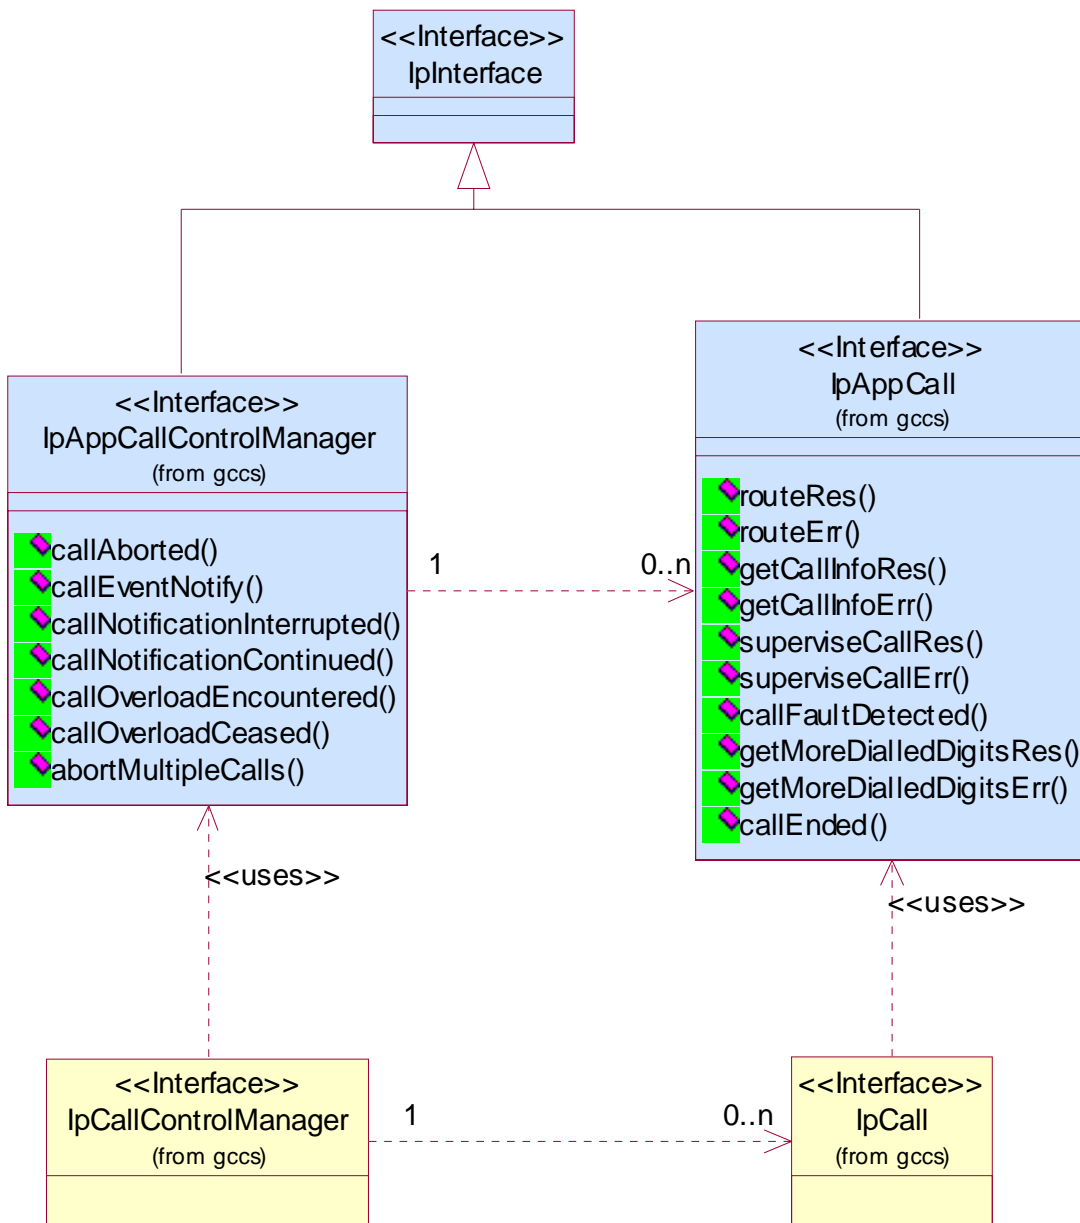 <<Interface>>
IpInterface
<<Interface>>
IpAppCallControlManager
(from gccs)
callAborted()
callEventNotify()
callNotificationInterrupted()
callNotificationContinued()
callOverloadEncountered()
callOverloadCeased()
abortMultipleCalls()
1
0..n
<<Interface>>
IpAppCall
(from gccs)
routeRes()
routeErr()
getCallInfoRes()
getCallInfoErr()
superviseCallRes()
superviseCallErr()
callFaultDetected()
getMoreDialledDigitsRes()
getMoreDialledDigitsErr()
callEnded()
<<uses>>
<<uses>>
<<Interface>>
IpCallControlManager
(from gccs)
1
0..n
<<Interface>>
IpCall
(from gccs)